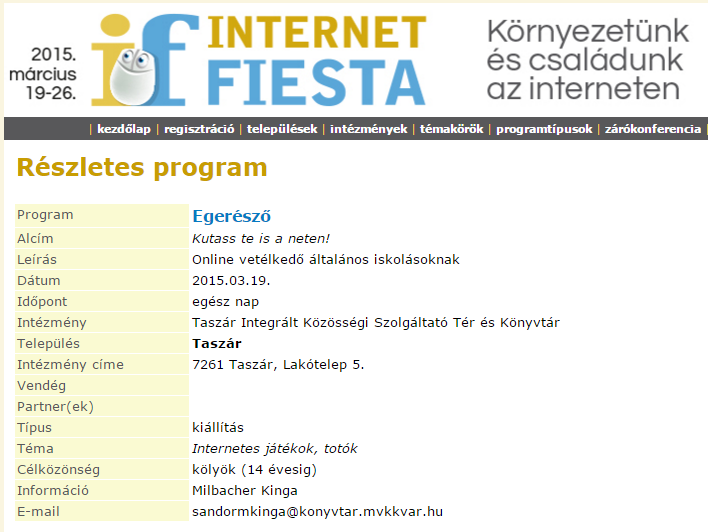 2015.
március
19-26.
if INTERNET
FIESTA
Környezetünk
és családunk
az interneten
| kezdőlap | regisztráció | települések | intézmények | témakörök | programtípusok | zárókonferencia |
Részletes program
Program Egerésző
Alcím Kutass te is a neten!
Leírás Online vetélkedő általános iskolásoknak
Dátum 2015.03.19.
Időpont egész nap
Intézmény Taszár Integrált Közösségi Szolgáltató Tér és Könyvtár
Település Taszár
Intézmény címe 7261 Taszár, Lakótelep 5.
Vendég
Partner(ek)
Típus kiállítás
Téma Internetes játékok, totók
Célközönség kölyök (14 évesig)
Információ Milbacher Kinga
E-mail sandormkinga@konyvtar.mvkkvar.hu